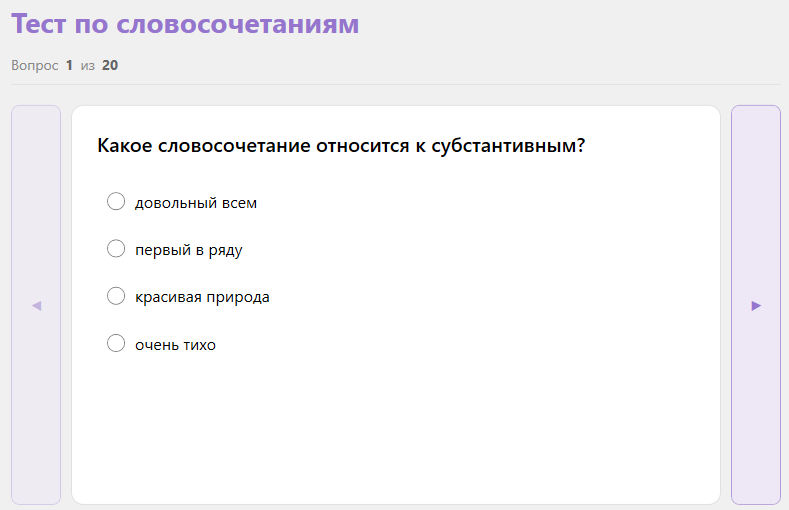 Тест по словосочетаниям
Вопрос 1 из 20
Какое словосочетание относится к субстантивным?
довольный всем
первый в ряду
красивая природа
очень тихо